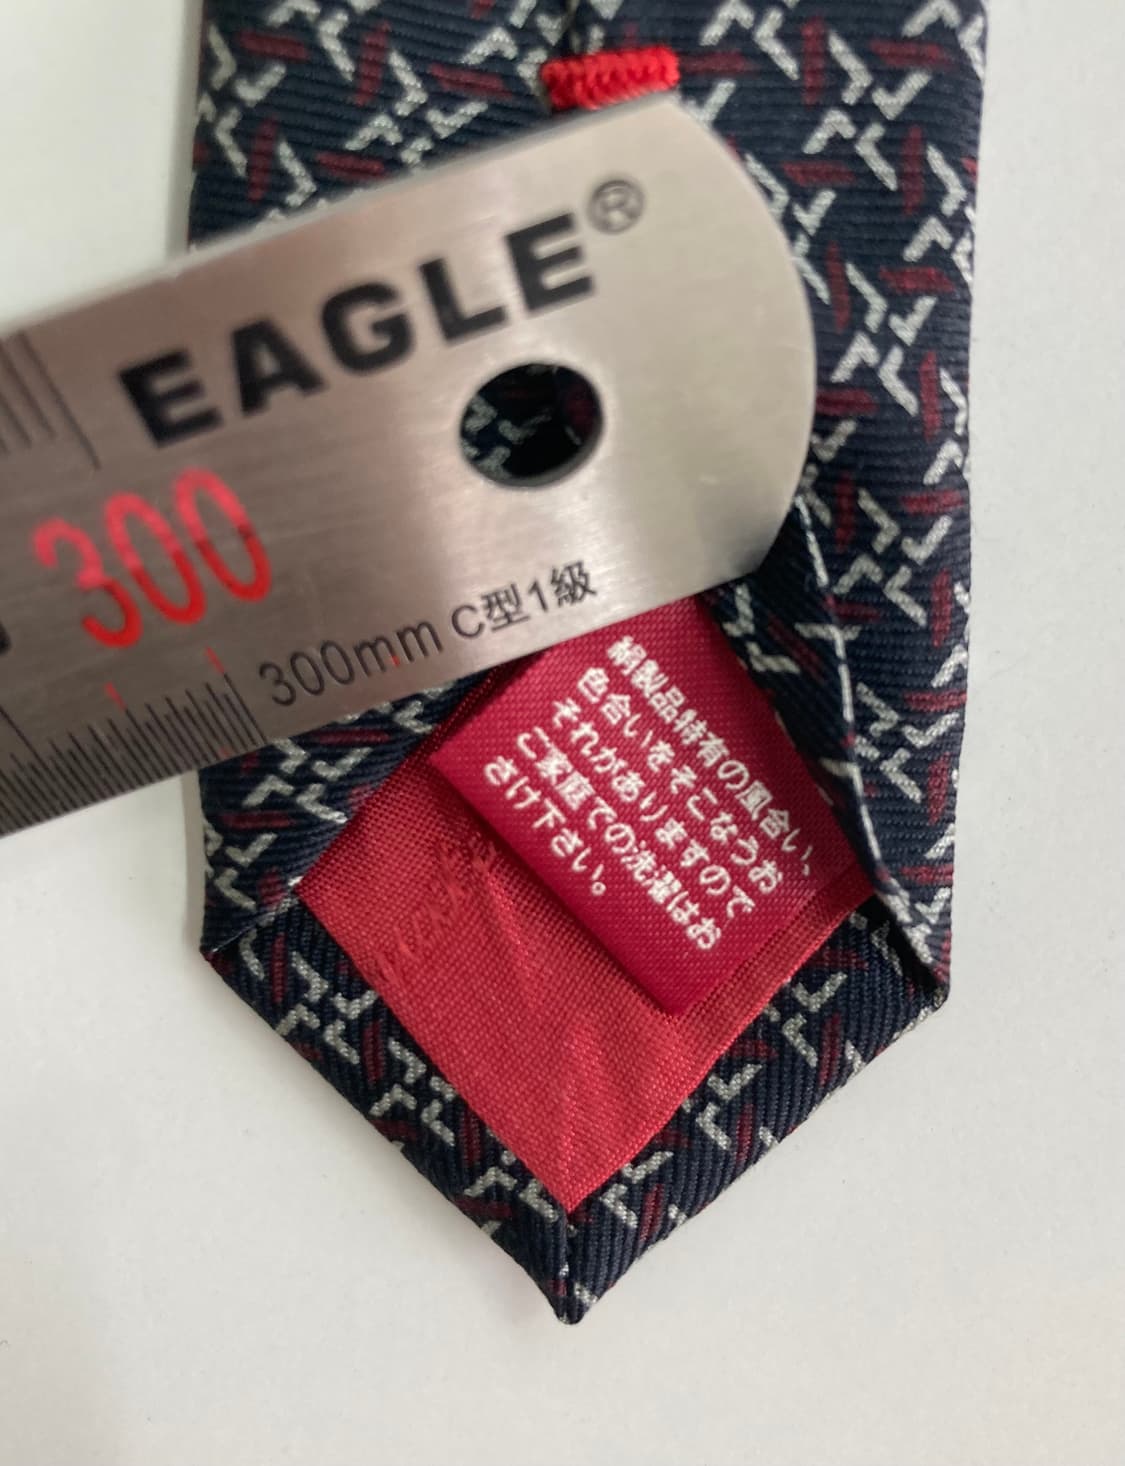 EAGLE®
300
300mm C型1級
絹製品特有の風合い、
色合いをそこなうお
それがありますので
ご家庭での洗濯はお
さけ下さい。